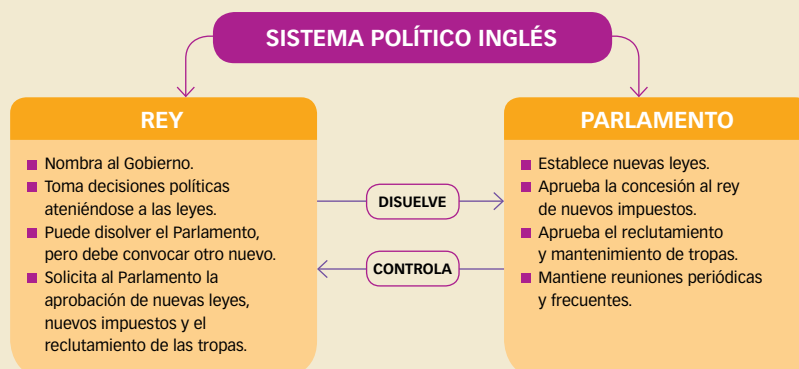 SISTEMA POLÍTICO INGLÉS
REY
■ Nombra al Gobierno.
■ Toma decisiones políticas
ateniéndose a las leyes.
■ Puede disolver el Parlamento,
pero debe convocar otro nuevo.
■ Solicita al Parlamento la
aprobación de nuevas leyes,
nuevos impuestos y el
reclutamiento de las tropas.
DISUELVE
CONTROLA
PARLAMENTO
■ Establece nuevas leyes.
■ Aprueba la concesión al rey
de nuevos impuestos.
■ Aprueba el reclutamiento
y mantenimiento de tropas.
■ Mantiene reuniones periódicas
y frecuentes.